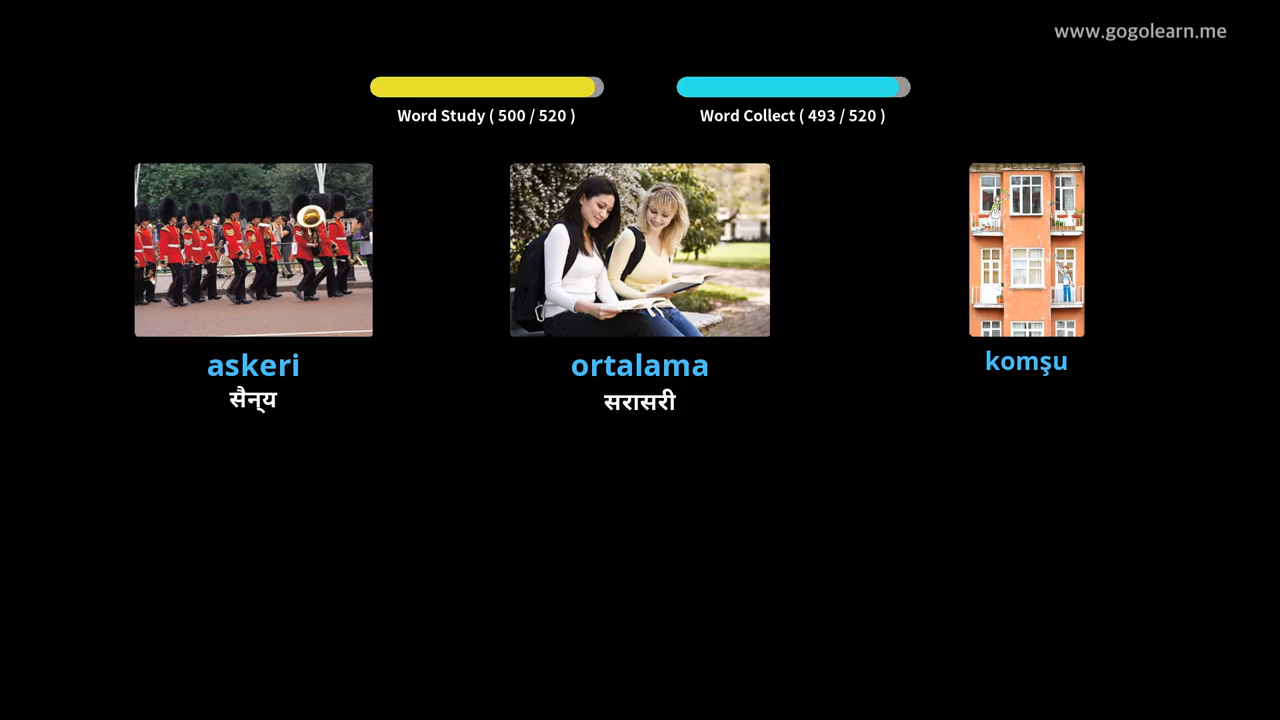 www.gogolearn.me
Word Study ( 500 / 520 )
Word Collect ( 493 / 520 )
askeri
ortalama
komşu
सैन्‍य
सरासरी